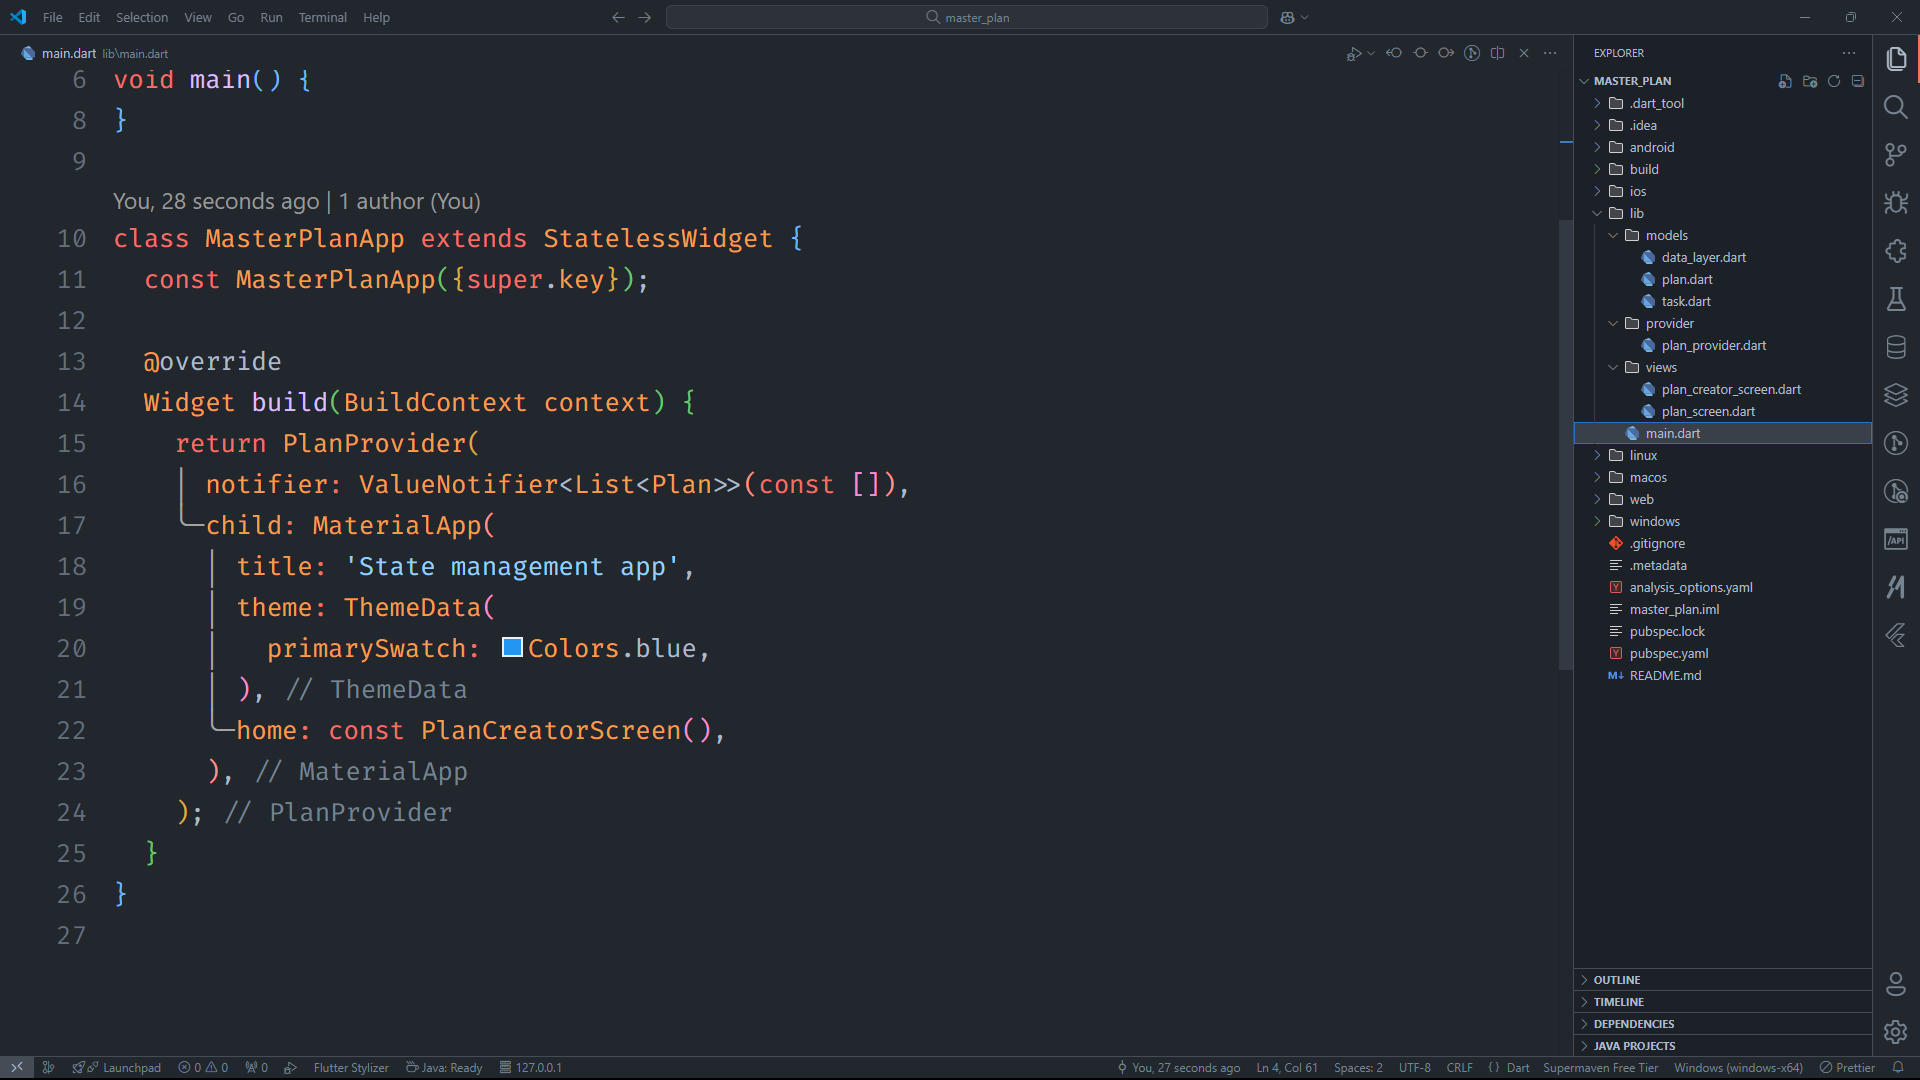 File Edit Selection View Go Run Terminal Help
master_plan
main.dart lib\main.dart
6 void main() {
8 }
9
You, 28 seconds ago | 1 author (You)
10 class MasterPlanApp extends StatelessWidget {
11 const MasterPlanApp({super.key});
12
13 @override
14 Widget build(BuildContext context) {
15 return PlanProvider(
16 notifier: ValueNotifier<List<Plan>>(const []),
17 child: MaterialApp(
18 title: 'State management app',
19 theme: ThemeData(
20 primarySwatch: Colors.blue,
21 ), // ThemeData
22 home: const PlanCreatorScreen(),
23 ), // MaterialApp
24 ); // PlanProvider
25 }
26 }
27
EXPLORER
MASTER_PLAN
.dart_tool
.idea
android
build
ios
lib
models
data_layer.dart
plan.dart
task.dart
provider
plan_provider.dart
views
plan_creator_screen.dart
plan_screen.dart
main.dart
linux
macos
web
windows
.gitignore
.metadata
Y analysis_options.yaml
master_plan.iml
pubspec.lock
Y pubspec.yaml
M↓ README.md
/API
OUTLINE
TIMELINE
DEPENDENCIES
JAVA PROJECTS
Launchpad 0 0 0 Flutter Stylizer Java: Ready 127.0.0.1 You, 27 seconds ago Ln 4, Col 61 Spaces: 2 UTF-8 CRLF { } Dart Supermaven Free Tier Windows (windows-x64) Prettier